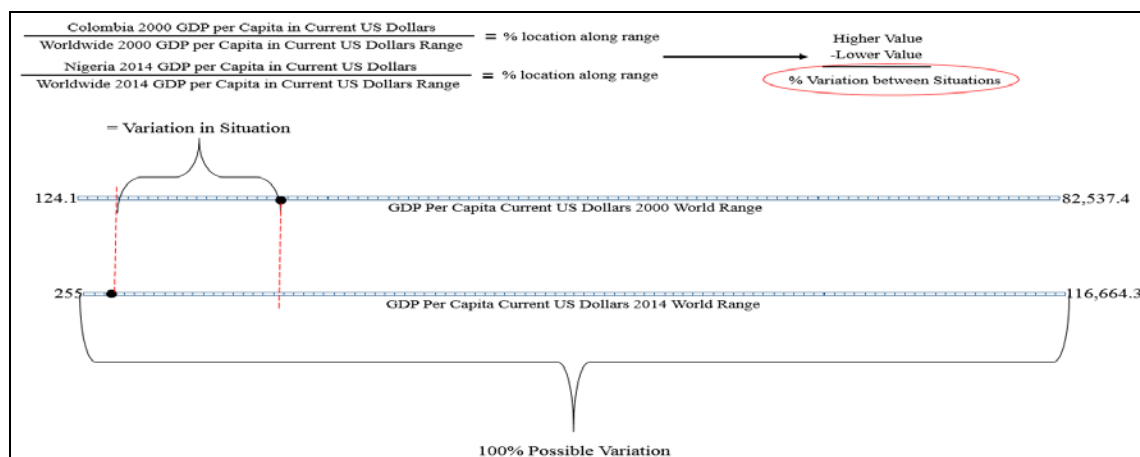 Colombia 2000 GDP per Capita in Current US Dollars
Worldwide 2000 GDP per Capita in Current US Dollars Range
= % location along range
Nigeria 2014 GDP per Capita in Current US Dollars
Worldwide 2014 GDP per Capita in Current US Dollars Range
= % location along range
Higher Value
-Lower Value
% Variation between Situations
= Variation in Situation
124.1
82,537.4
GDP Per Capita Current US Dollars 2000 World Range
255
116,664.3
GDP Per Capita Current US Dollars 2014 World Range
100% Possible Variation